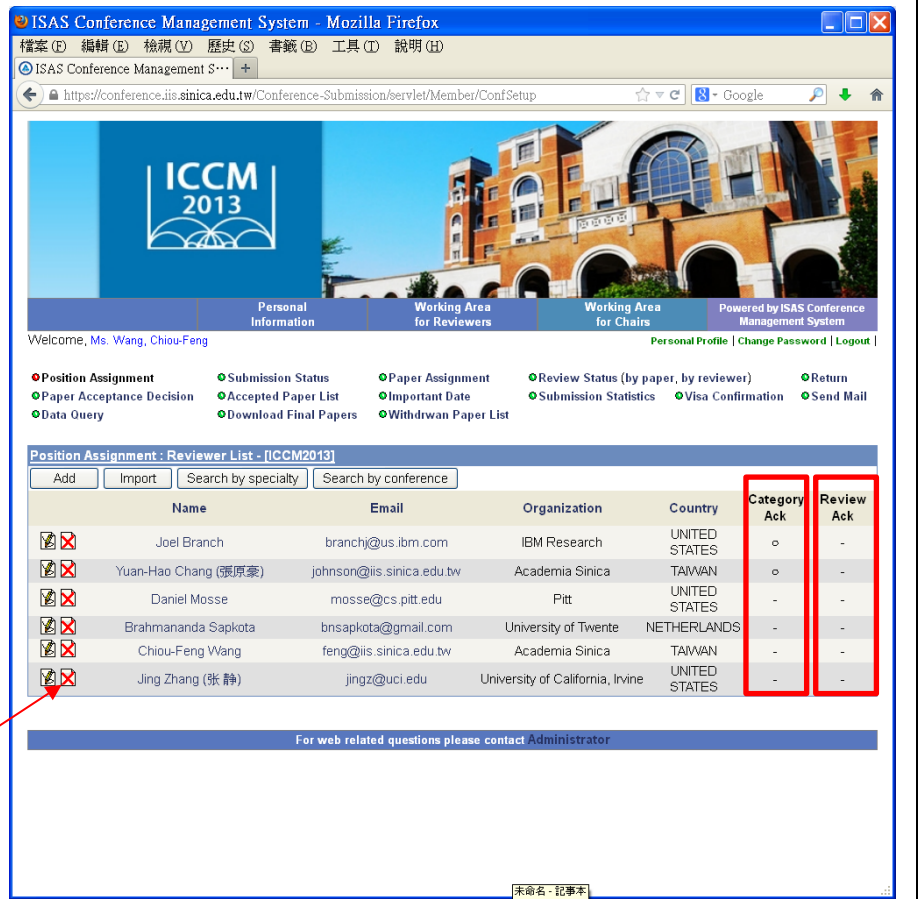 ISAS Conference Management System - Mozilla Firefox
檔案(F) 編輯(E) 檢視(V) 歷史(S) 書籤(B) 工具(T) 說明(H)
ISAS Conference Management S… +
https://conference.iis.sinica.edu.tw/Conference-Submission/servlet/Member/ConfSetup Google
ICCM
2013
Personal Information Working Area for Reviewers Working Area for Chairs Powered by ISAS Conference Management System
Welcome, Ms. Wang, Chiou-Feng Personal Profile | Change Password | Logout |
Position Assignment Submission Status Paper Assignment Review Status (by paper, by reviewer) Return
Paper Acceptance Decision Accepted Paper List Important Date Submission Statistics Visa Confirmation Send Mail
Data Query Download Final Papers Withdrwan Paper List
Position Assignment : Reviewer List - [ICCM2013]
Add Import Search by specialty Search by conference
Name Email Organization Country Category Ack Review Ack
Joel Branch branchj@us.ibm.com IBM Research UNITED STATES o -
Yuan-Hao Chang (張原豪) johnson@iis.sinica.edu.tw Academia Sinica TAIWAN o -
Daniel Mosse mosse@cs.pitt.edu Pitt UNITED STATES - -
Brahmananda Sapkota bnsapkota@gmail.com University of Twente NETHERLANDS - -
Chiou-Feng Wang feng@iis.sinica.edu.tw Academia Sinica TAIWAN - -
Jing Zhang (张 静) jingz@uci.edu University of California, Irvine UNITED STATES - -
For web related questions please contact Administrator
未命名 - 記事本